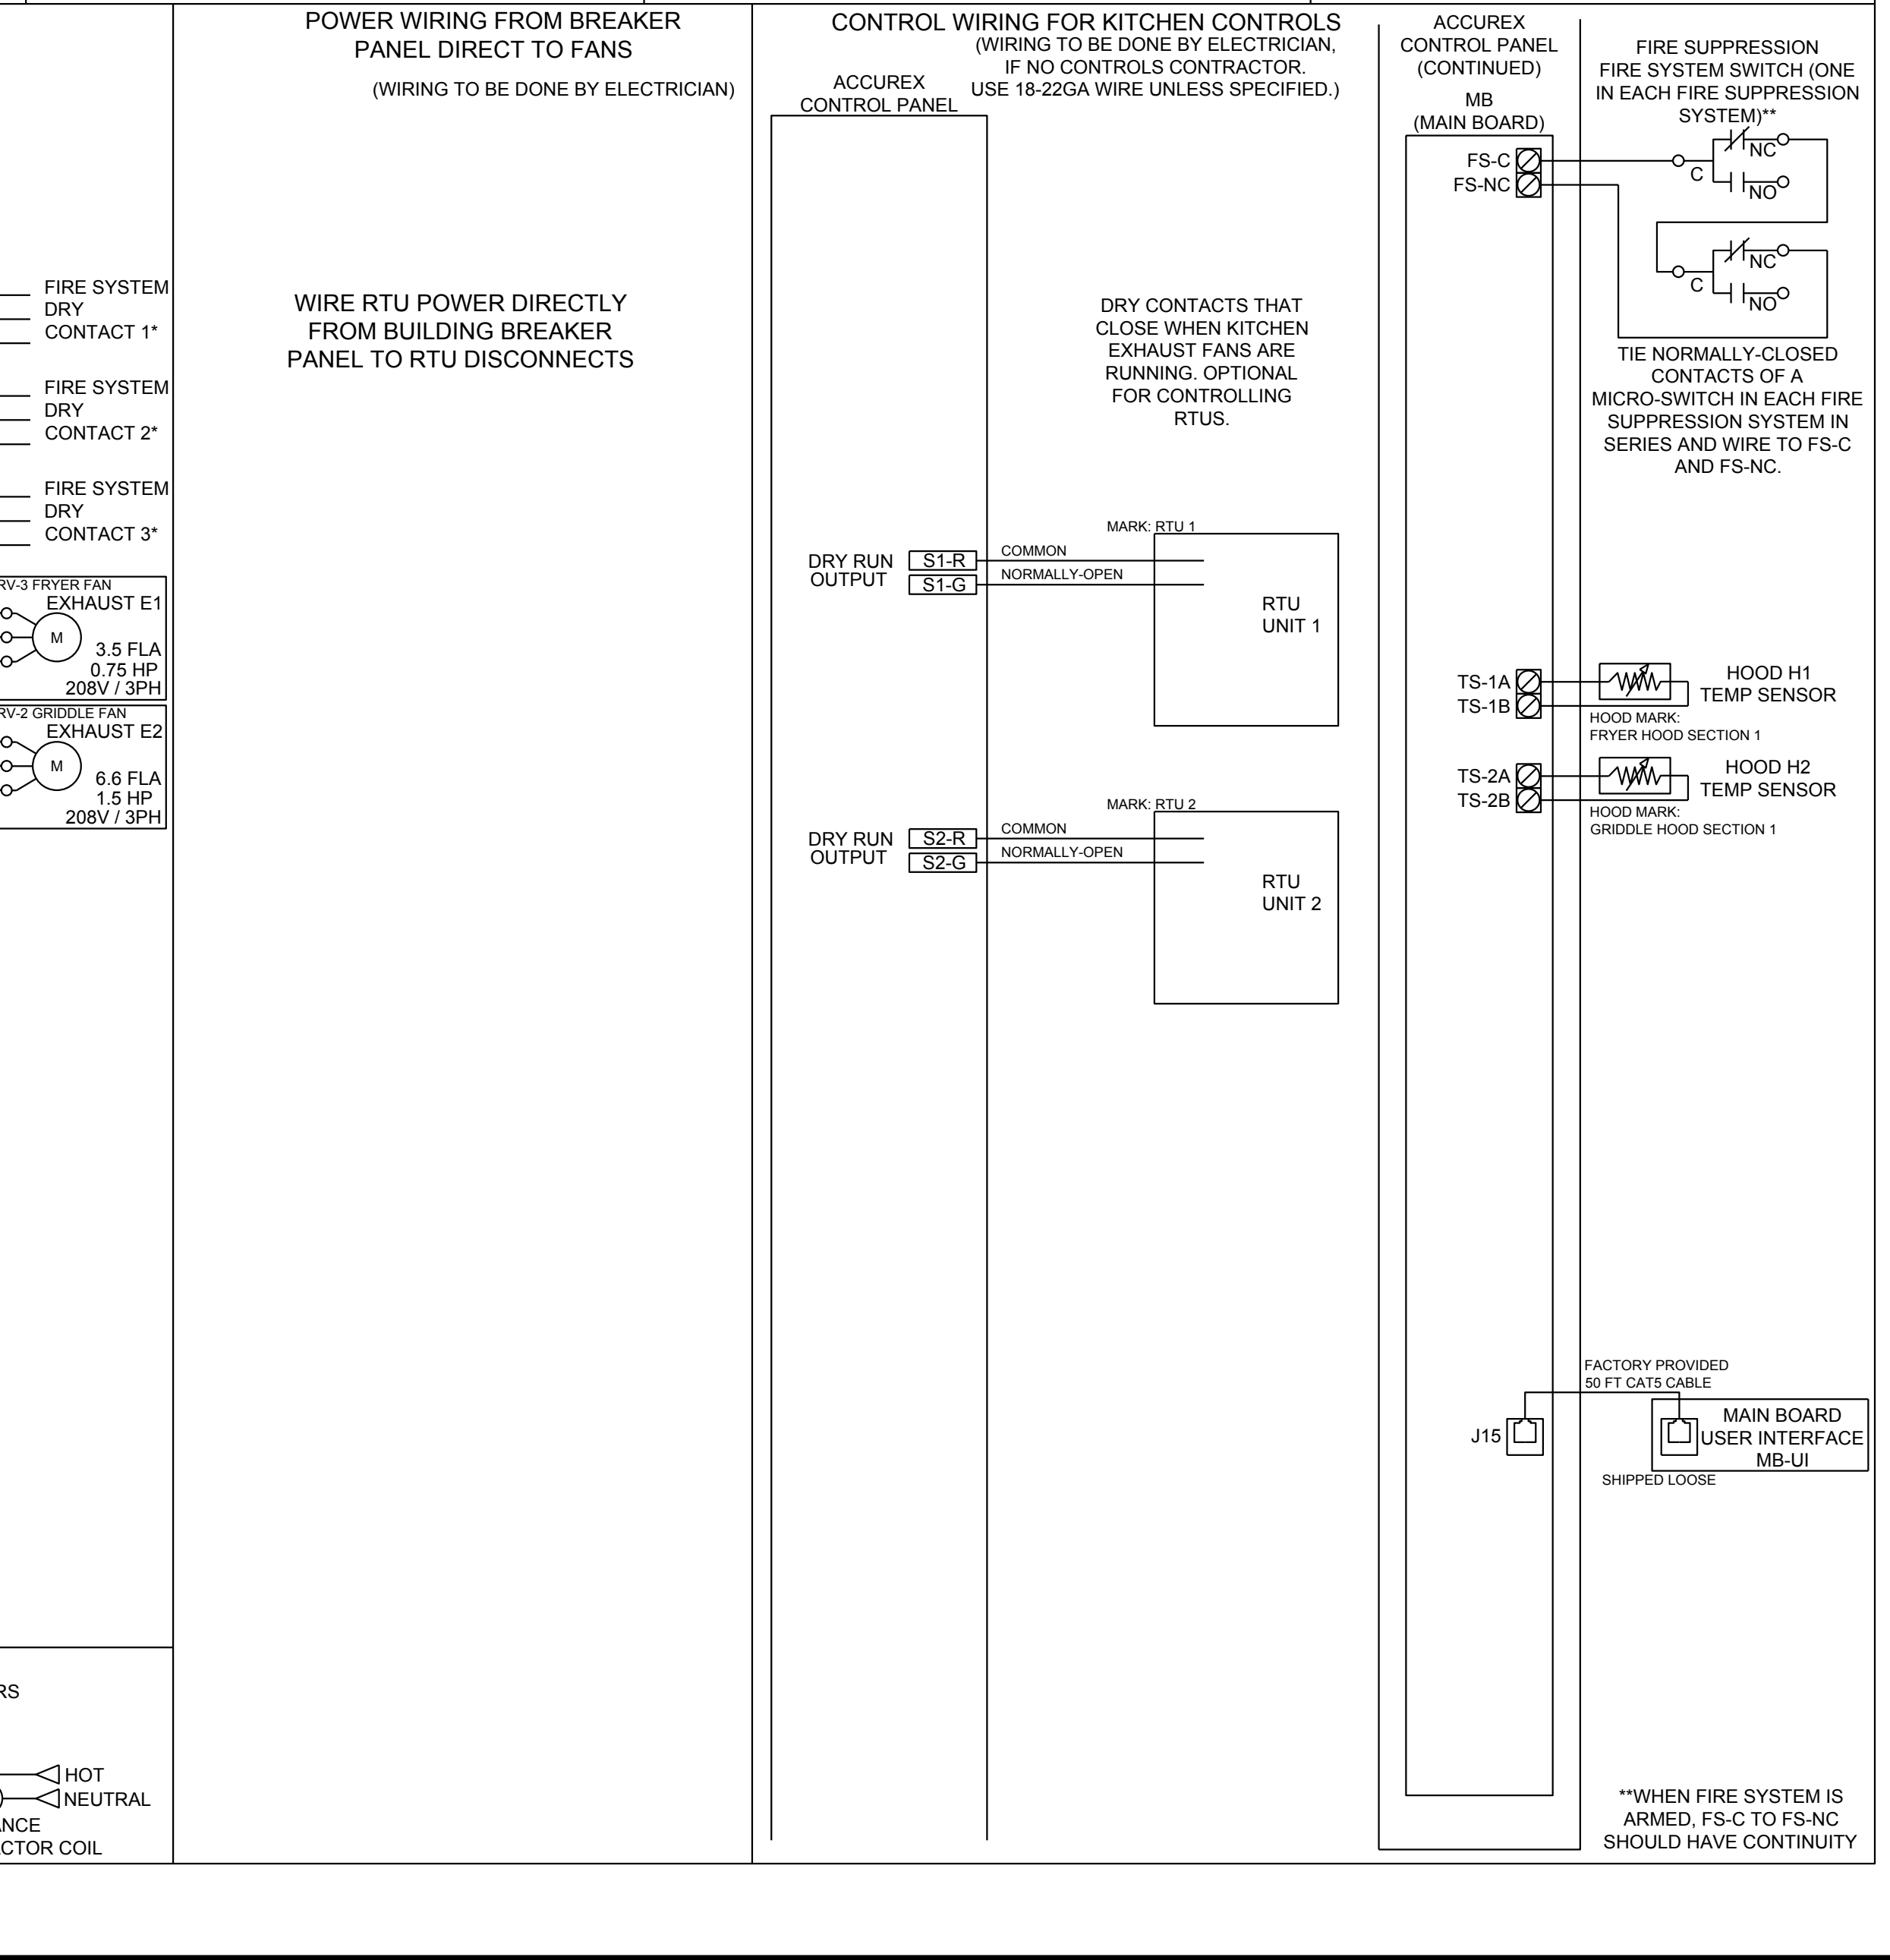 POWER WIRING FROM BREAKER
PANEL DIRECT TO FANS
(WIRING TO BE DONE BY ELECTRICIAN)
WIRE RTU POWER DIRECTLY
FROM BUILDING BREAKER
PANEL TO RTU DISCONNECTS
FIRE SYSTEM
DRY
CONTACT 1*
FIRE SYSTEM
DRY
CONTACT 2*
FIRE SYSTEM
DRY
CONTACT 3*
RV-3 FRYER FAN
EXHAUST E1
M
3.5 FLA
0.75 HP
208V / 3PH
RV-2 GRIDDLE FAN
EXHAUST E2
M
6.6 FLA
1.5 HP
208V / 3PH
RS
HOT
NEUTRAL
ANCE
CTOR COIL
CONTROL WIRING FOR KITCHEN CONTROLS
(WIRING TO BE DONE BY ELECTRICIAN,
IF NO CONTROLS CONTRACTOR.
USE 18-22GA WIRE UNLESS SPECIFIED.)
ACCUREX
CONTROL PANEL
DRY CONTACTS THAT
CLOSE WHEN KITCHEN
EXHAUST FANS ARE
RUNNING. OPTIONAL
FOR CONTROLLING
RTUS.
MARK: RTU 1
DRY RUN
OUTPUT
S1-R
COMMON
S1-G
NORMALLY-OPEN
RTU
UNIT 1
MARK: RTU 2
DRY RUN
OUTPUT
S2-R
COMMON
S2-G
NORMALLY-OPEN
RTU
UNIT 2
ACCUREX
CONTROL PANEL
(CONTINUED)
MB
(MAIN BOARD)
FS-C
FS-NC
FIRE SUPPRESSION
FIRE SYSTEM SWITCH (ONE
IN EACH FIRE SUPPRESSION
SYSTEM)**
NC
C
NO
NC
C
NO
TIE NORMALLY-CLOSED
CONTACTS OF A
MICRO-SWITCH IN EACH FIRE
SUPPRESSION SYSTEM IN
SERIES AND WIRE TO FS-C
AND FS-NC.
TS-1A
TS-1B
HOOD H1
TEMP SENSOR
HOOD MARK:
FRYER HOOD SECTION 1
TS-2A
TS-2B
HOOD H2
TEMP SENSOR
HOOD MARK:
GRIDDLE HOOD SECTION 1
FACTORY PROVIDED
50 FT CAT5 CABLE
J15
MAIN BOARD
USER INTERFACE
MB-UI
SHIPPED LOOSE
**WHEN FIRE SYSTEM IS
ARMED, FS-C TO FS-NC
SHOULD HAVE CONTINUITY